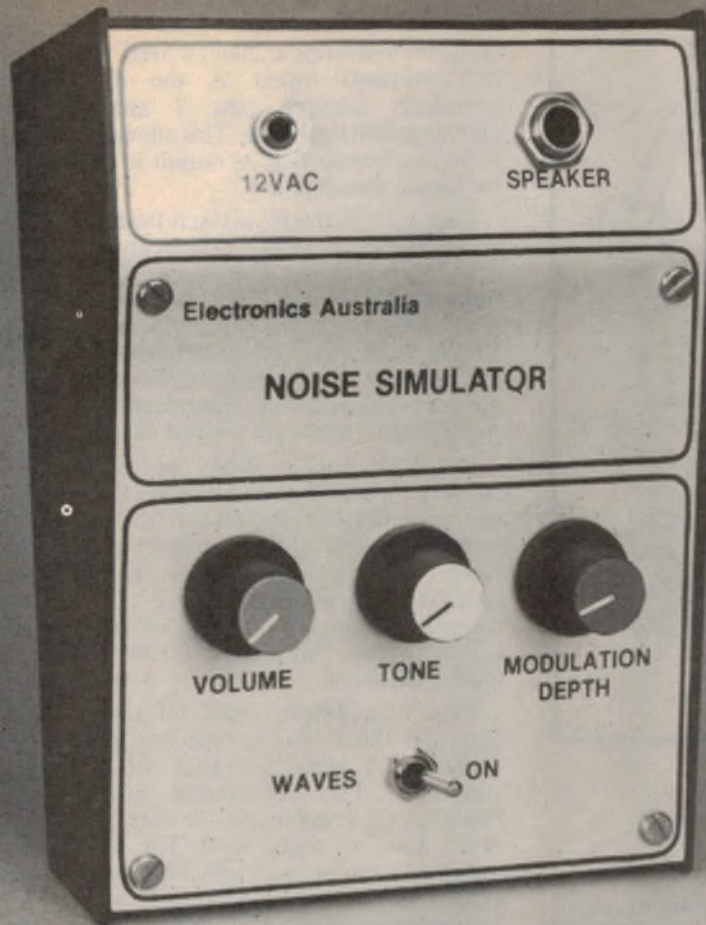 12VAC
SPEAKER
Electronics Australia
NOISE SIMULATOR
VOLUME
TONE
MODULATION
DEPTH
WAVES
ON